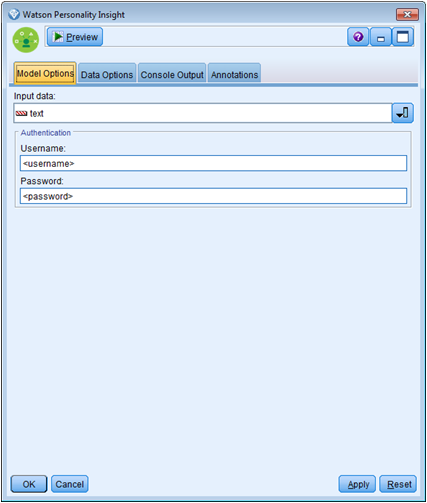 Watson Personality Insight
Preview
?
Model Options Data Options Console Output Annotations
Input data:
text
Authentication
Username:
<username>
Password:
<password>
OK Cancel Apply Reset